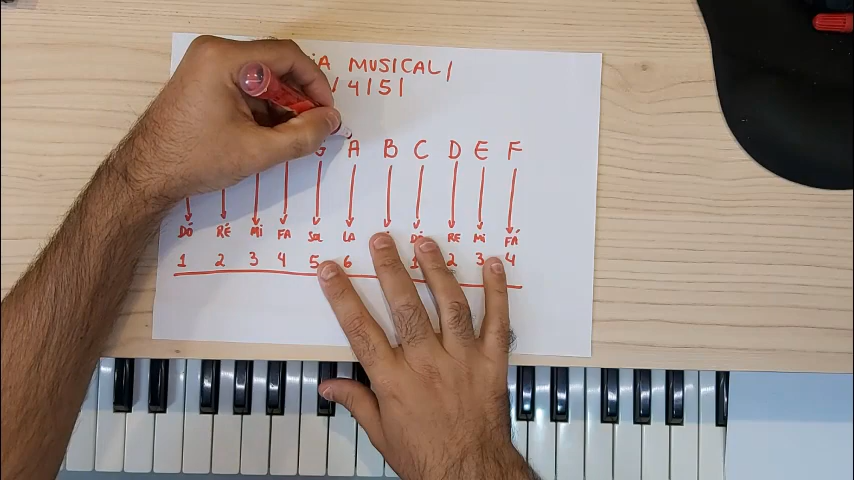 MUSICAL
4 | 5 |
A B C D E F
DÓ RÉ MI FA SOL LA RE MI FÁ
1 2 3 4 5 6 1 2 3 4